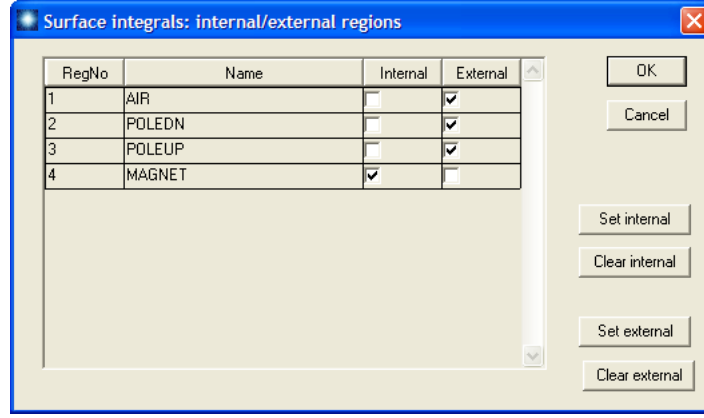 Surface integrals: internal/external regions
RegNo Name Internal External
1 AIR
2 POLEDN
3 POLEUP
4 MAGNET
OK
Cancel
Set internal
Clear internal
Set external
Clear external